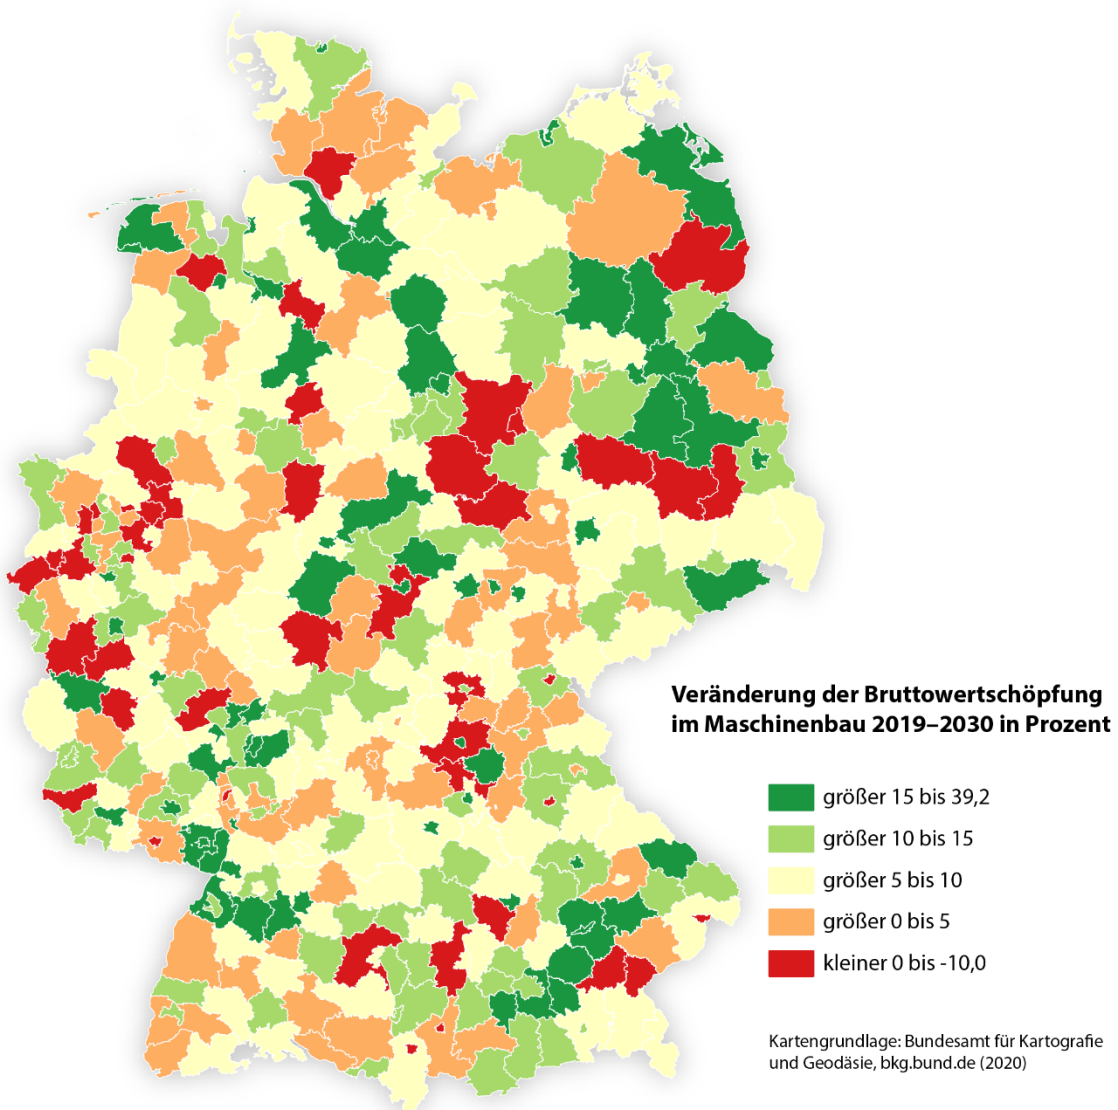 Veränderung der Bruttowertschöpfung
im Maschinenbau 2019–2030 in Prozent
größer 15 bis 39,2
größer 10 bis 15
größer 5 bis 10
größer 0 bis 5
kleiner 0 bis -10,0
Kartengrundlage: Bundesamt für Kartografie
und Geodäsie, bkg.bund.de (2020)